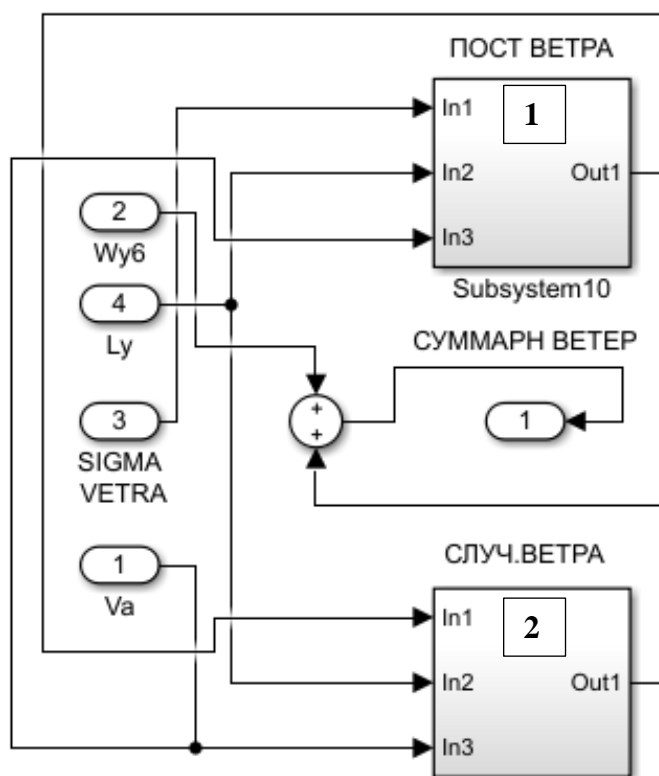 ПОСТ ВЕТРА
In1
1
In2
Out1
In3
Subsystem10
2
Wy6
4
Ly
3
SIGMA
VETRA
1
Va
+
+
СУММАРН ВЕТЕР
1
СЛУЧ.ВЕТРА
In1
2
In2
Out1
In3